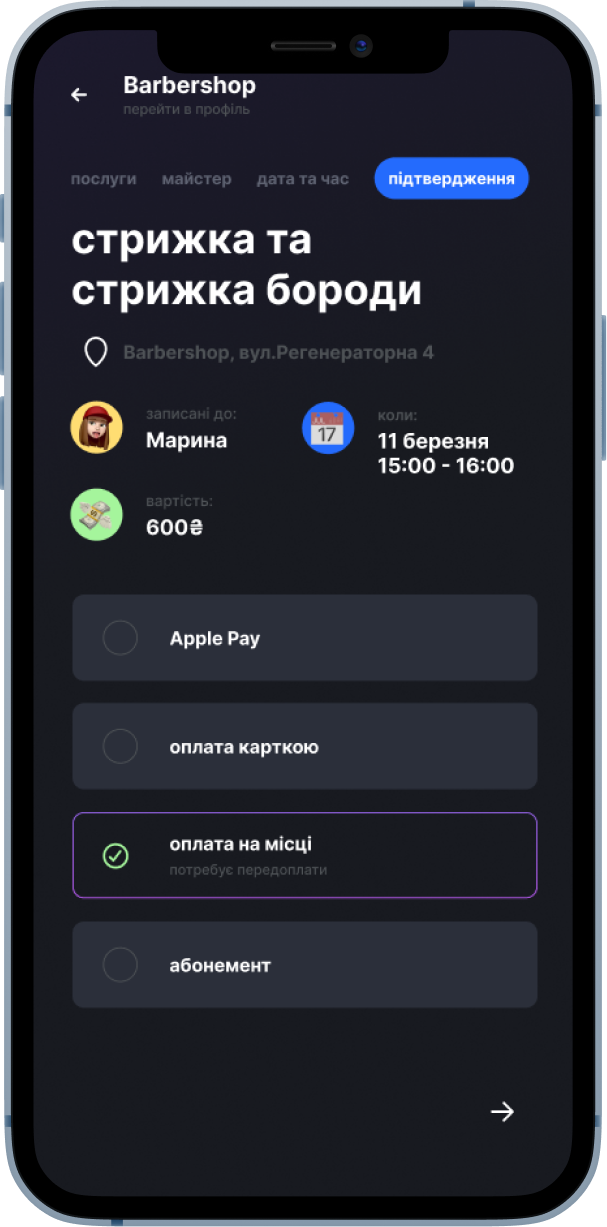 Barbershop
перейти в профіль
послуги майстер дата та час підтвердження
стрижка та
стрижка бороди
Barbershop, вул.Регенераторна 4
записані до:
Марина
коли:
11 березня
15:00 - 16:00
17
вартість:
600₴
Apple Pay
оплата карткою
оплата на місці
потребує передоплати
абонемент